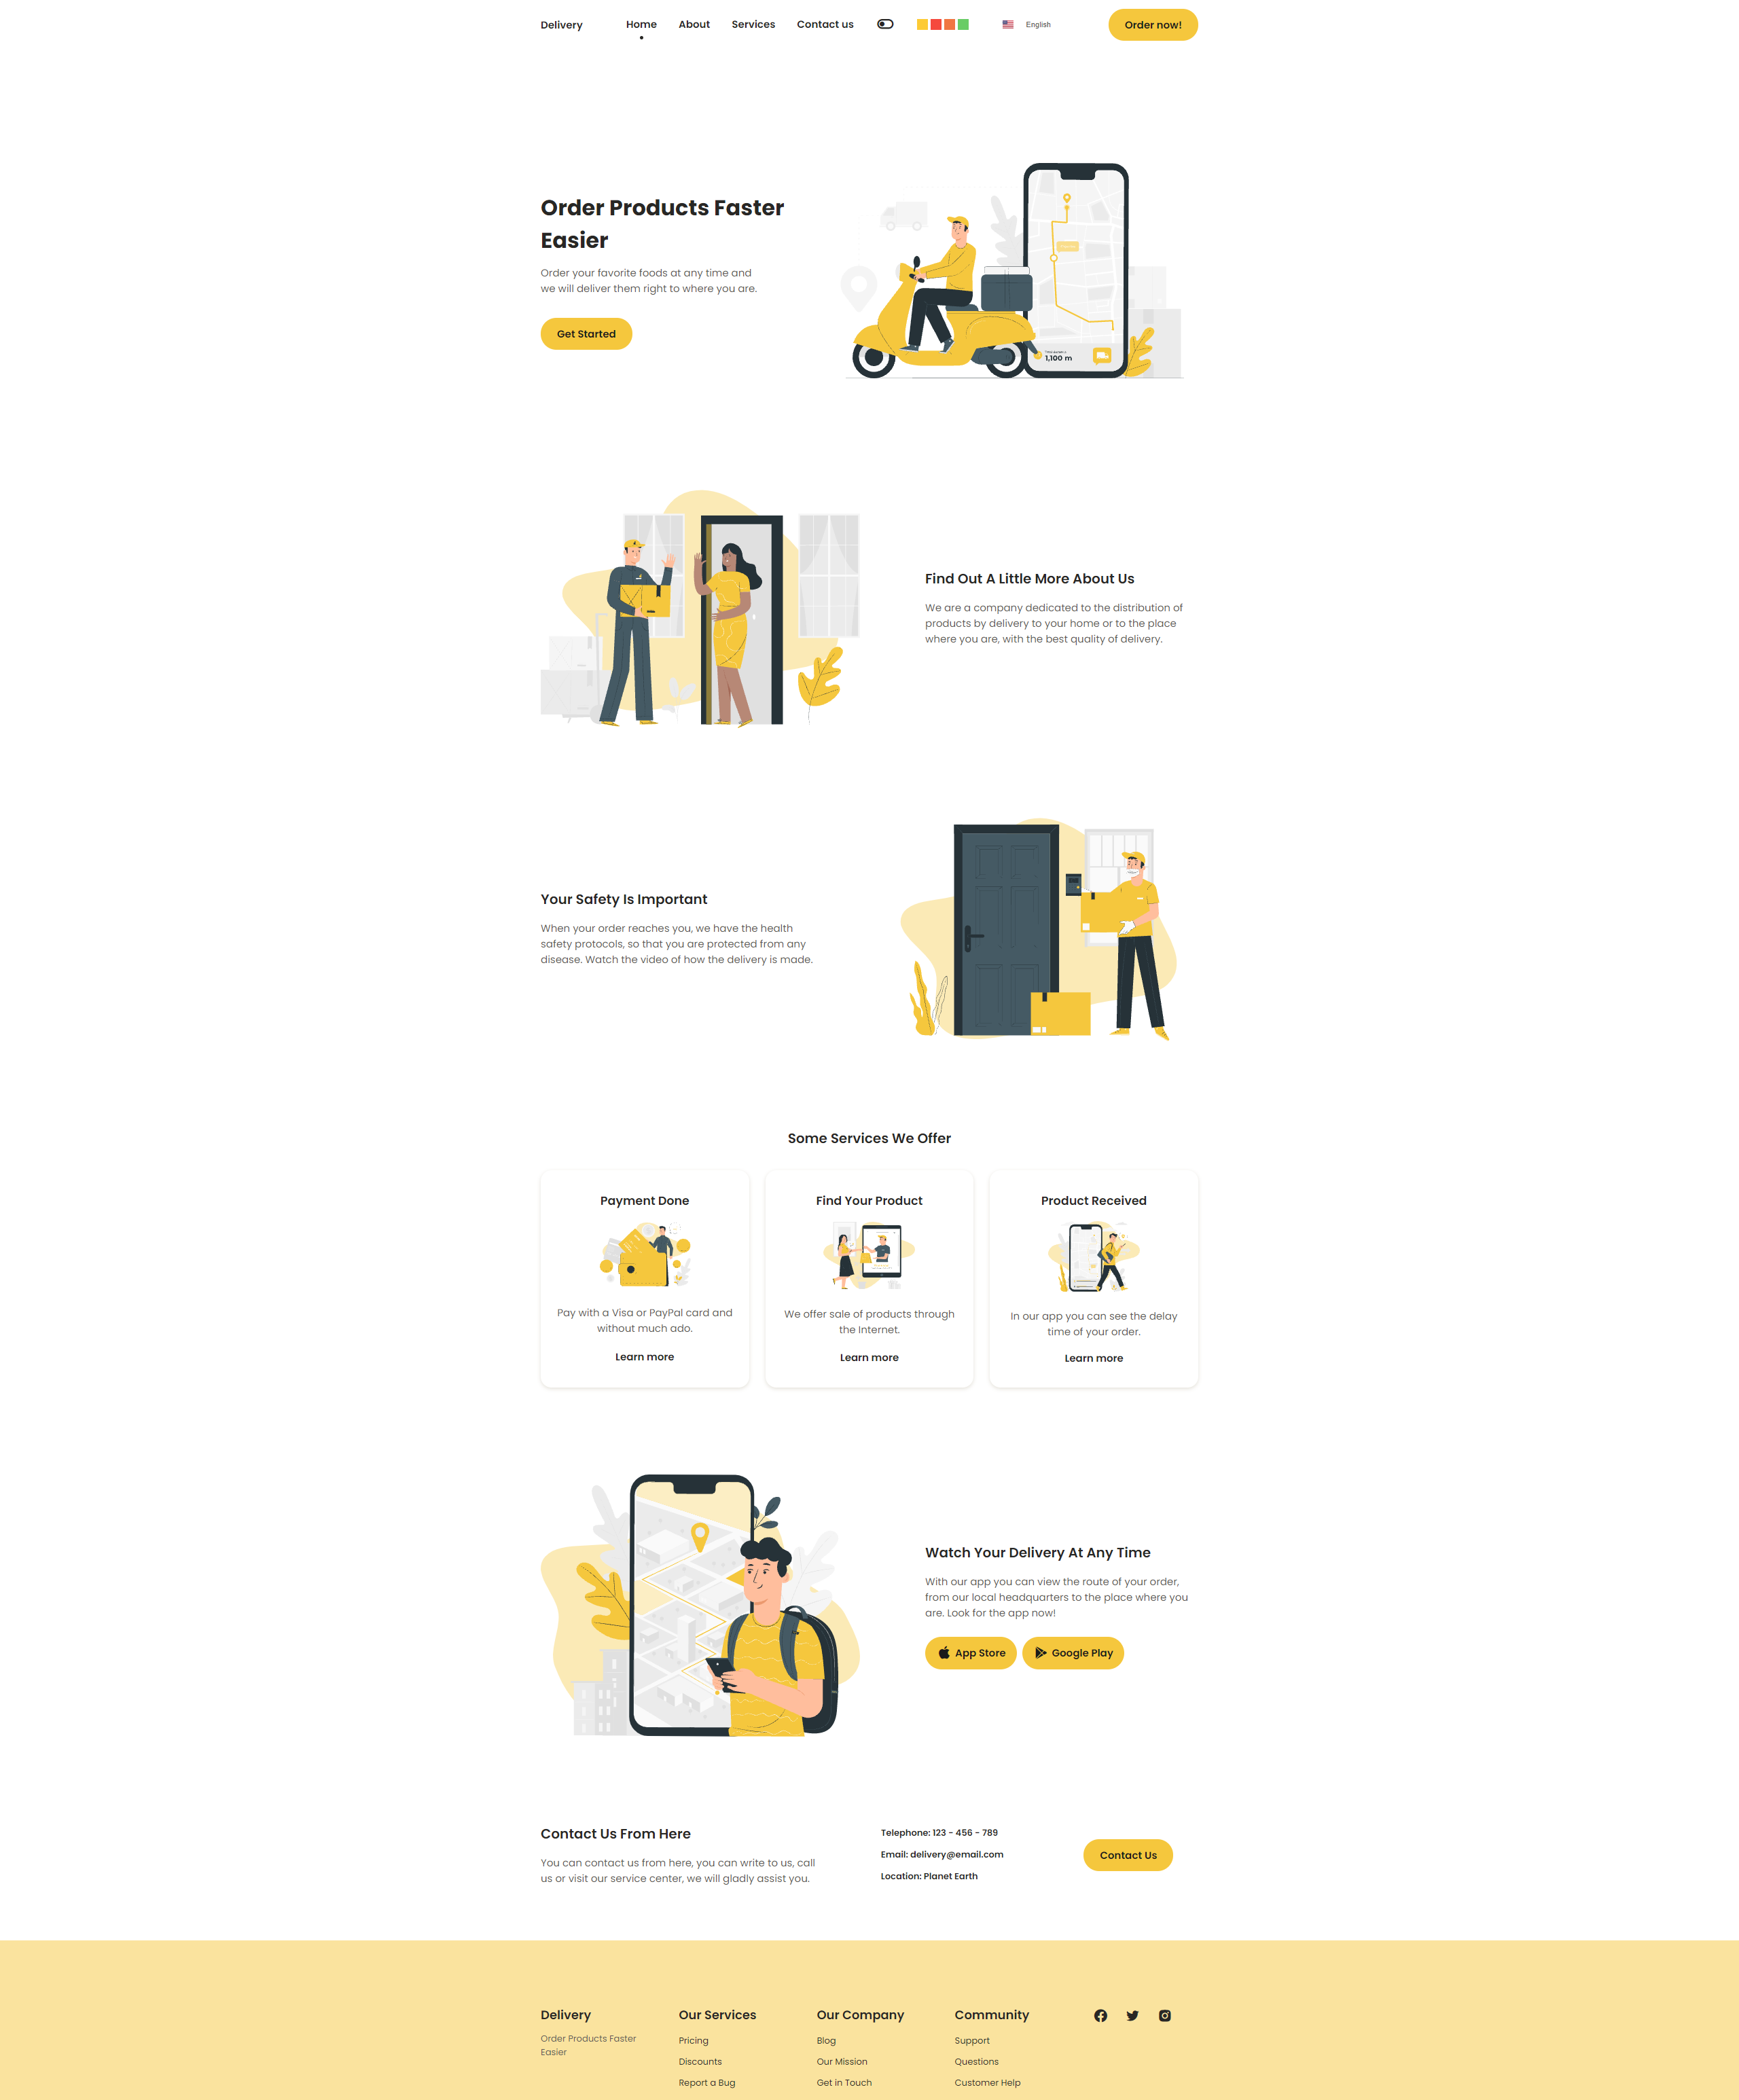 Delivery
Home
About
Services
Contact us
English
Order now!
Order Products Faster
Easier
Order your favorite foods at any time and
we will deliver them right to where you are.
Get Started
1,100 m
Find Out A Little More About Us
We are a company dedicated to the distribution of
products by delivery to your home or to the place
where you are, with the best quality of delivery.
Your Safety Is Important
When your order reaches you, we have the health
safety protocols, so that you are protected from any
disease. Watch the video of how the delivery is made.
Some Services We Offer
Payment Done
Pay with a Visa or PayPal card and
without much ado.
Learn more
Find Your Product
We offer sale of products through
the Internet.
Learn more
Product Received
In our app you can see the delay
time of your order.
Learn more
Watch Your Delivery At Any Time
With our app you can view the route of your order,
from our local headquarters to the place where you
are. Look for the app now!
App Store
Google Play
Contact Us From Here
You can contact us from here, you can write to us, call
us or visit our service center, we will gladly assist you.
Telephone: 123 - 456 - 789
Email: delivery@email.com
Location: Planet Earth
Contact Us
Delivery
Order Products Faster
Easier
Our Services
Pricing
Discounts
Report a Bug
Our Company
Blog
Our Mission
Get in Touch
Community
Support
Questions
Customer Help